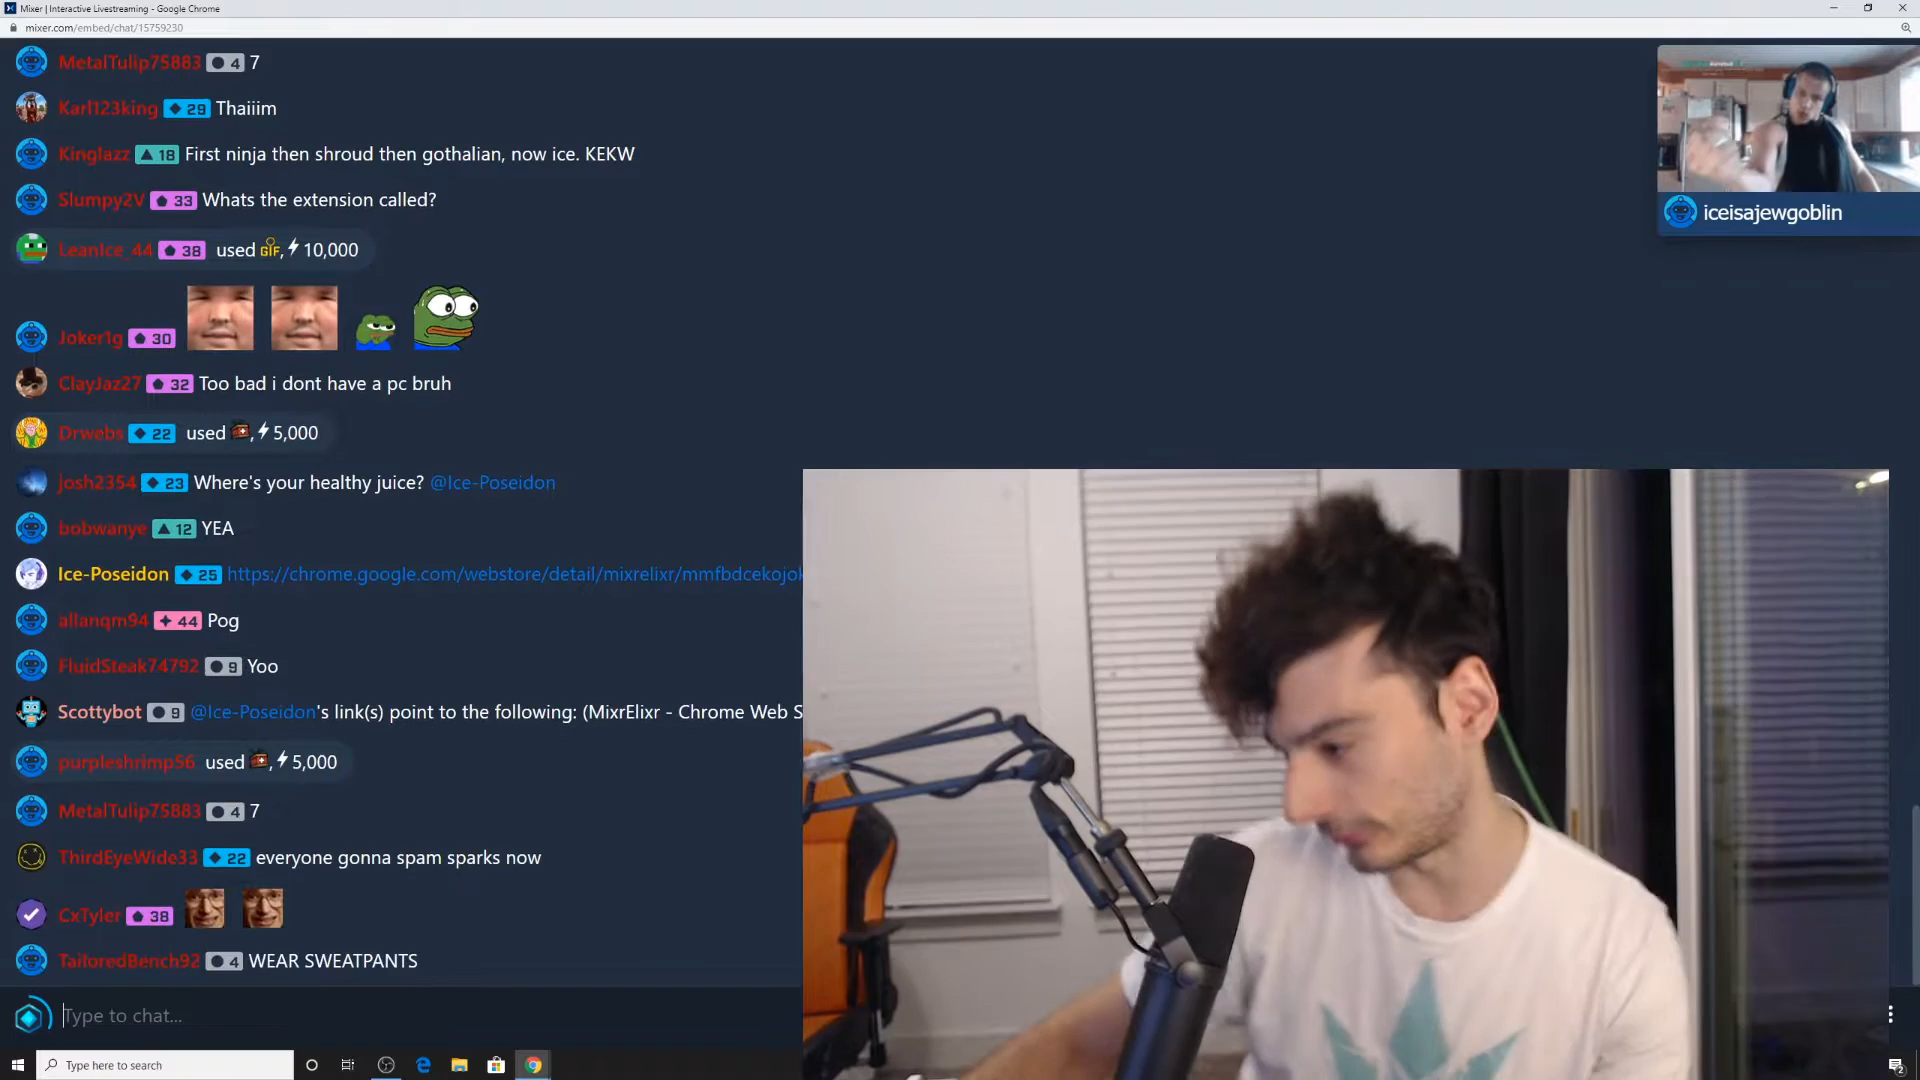 Mixer | Interactive Livestreaming - Google Chrome
mixer.com/embed/chat/15759230
MetalTulip75883 4 7
Karl123king 29 Thaiiim
Kinglazz 18 First ninja then shroud then gothalian, now ice. KEKW
Slumpy2V 33 Whats the extension called?
LeanIce_44 38 used GIF, 10,000
Joker1g 30
ClayJaz27 32 Too bad i dont have a pc bruh
Drwebs 22 used , 5,000
josh2354 23 Where's your healthy juice? @Ice-Poseidon
bobwanye 12 YEA
Ice-Poseidon 25 https://chrome.google.com/webstore/detail/mixrelixr/mmfbdcekojok
allanqm94 44 Pog
FluidSteak74792 9 Yoo
Scottybot 9 @Ice-Poseidon's link(s) point to the following: (MixrElixr - Chrome Web S
purpleshrimp56 used , 5,000
MetalTulip75883 4 7
ThirdEyeWide33 22 everyone gonna spam sparks now
CxTyler 38
TailoredBench92 4 WEAR SWEATPANTS
Type to chat...
Type here to search
iceisajewgoblin
2